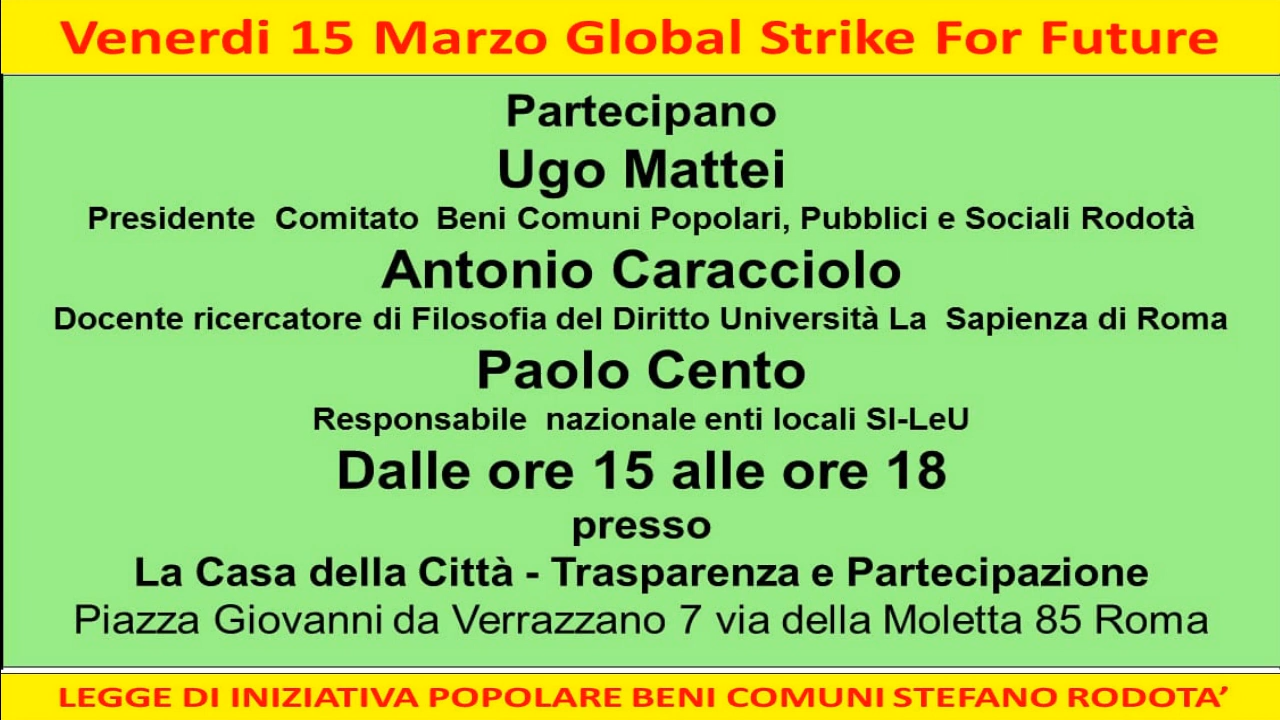 Venerdi 15 Marzo Global Strike For Future
Partecipano
Ugo Mattei
Presidente Comitato Beni Comuni Popolari, Pubblici e Sociali Rodotà
Antonio Caracciolo
Docente ricercatore di Filosofia del Diritto Università La Sapienza di Roma
Paolo Cento
Responsabile nazionale enti locali SI-LeU
Dalle ore 15 alle ore 18
presso
La Casa della Città - Trasparenza e Partecipazione
Piazza Giovanni da Verrazzano 7 via della Moletta 85 Roma
LEGGE DI INIZIATIVA POPOLARE BENI COMUNI STEFANO RODOTA’